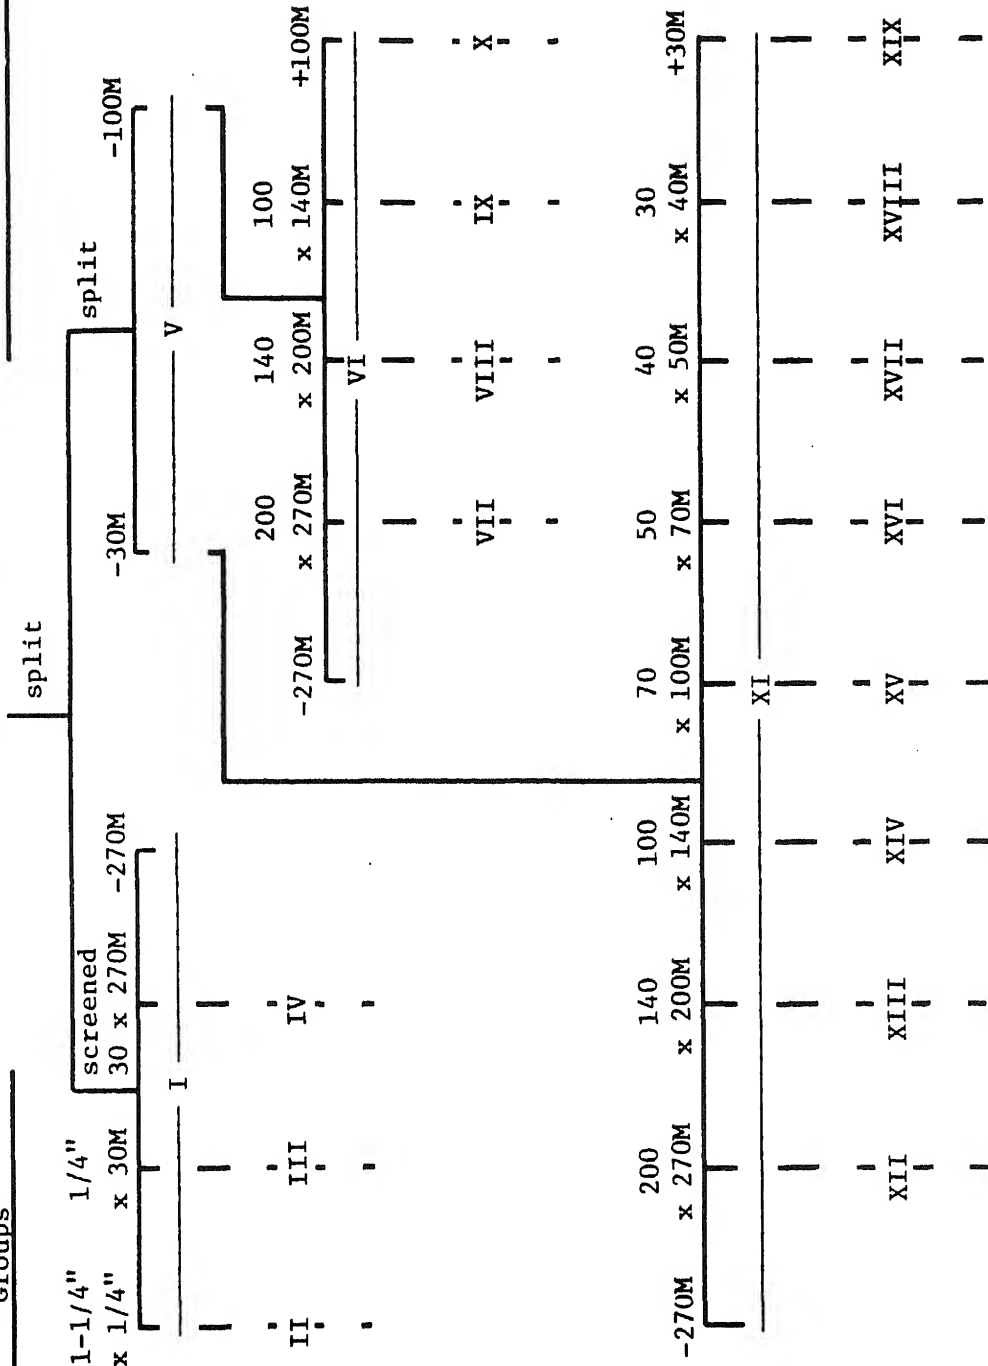 Groups
split
split
screened
1-1/4"
x 1/4"
1/4"
x 30M
30 x 270M
-270M
-30M
-100M
I
V
II
III
IV
200
x 270M
140
x 200M
100
x 140M
+100M
-270M
VI
VII
VIII
IX
X
-270M
200
x 270M
140
x 200M
100
x 140M
70
x 100M
50
x 70M
40
x 50M
30
x 40M
+30M
XI
XII
XIII
XIV
XV
XVI
XVII
XVIII
XIX